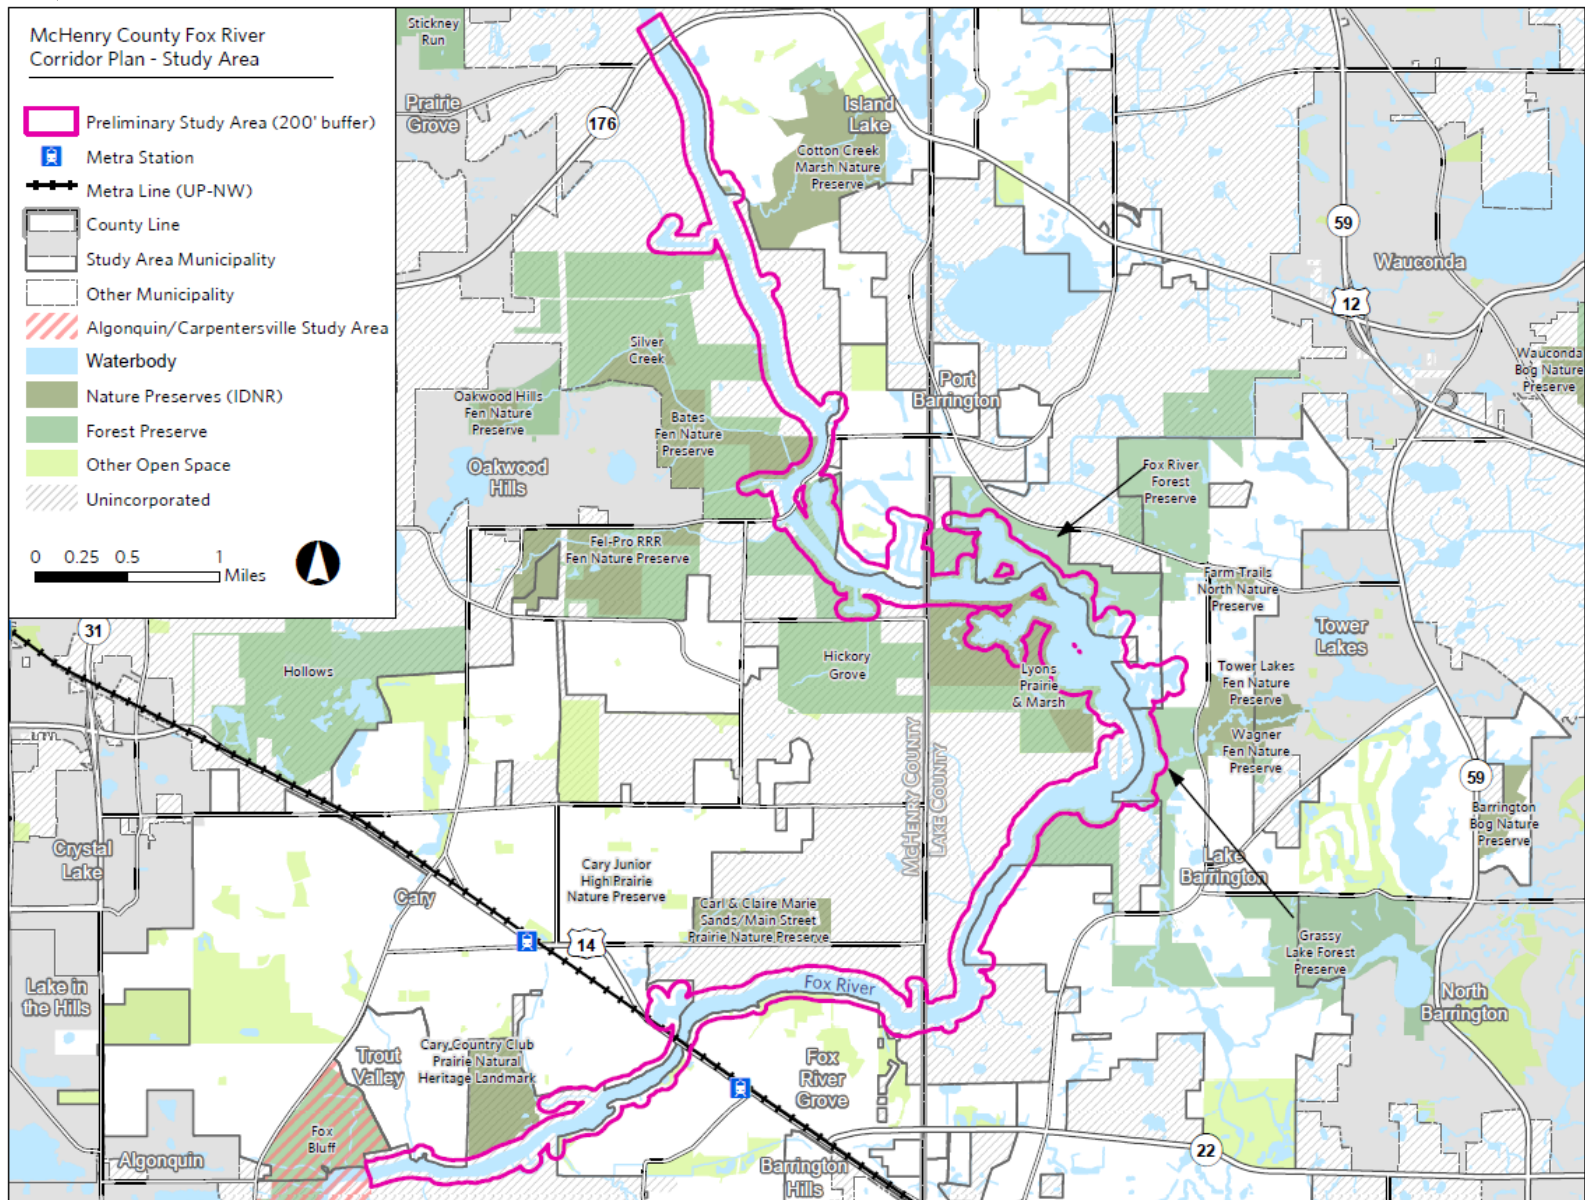 McHenry County Fox River
Corridor Plan - Study Area
Preliminary Study Area (200' buffer)
Metra Station
Metra Line (UP-NW)
County Line
Study Area Municipality
Other Municipality
Algonquin/Carpentersville Study Area
Waterbody
Nature Preserves (IDNR)
Forest Preserve
Other Open Space
Unincorporated
0 0.25 0.5 1
Miles
Stickney
Run
Prairie
Grove
176
Island
Lake
Cotton Creek
Marsh Nature
Preserve
59
Wauconda
12
Wauconda
Bog Nature
Preserve
Silver
Creek
Port
Barrington
Oakwood Hills
Fen Nature
Preserve
Bates
Fen Nature
Preserve
Oakwood
Hills
Fox River
Forest
Preserve
Fel-Pro RRR
Fen Nature Preserve
Farm Trails
North Nature
Preserve
31
Tower
Lakes
Hollows
Hickory
Grove
Lyons
Prairie
& Marsh
Tower Lakes
Fen Nature
Preserve
Wagner
Fen Nature
Preserve
McHENRY COUNTY
LAKE COUNTY
59
Barrington
Bog Nature
Preserve
Crystal
Lake
Cary
Cary Junior
High Prairie
Nature Preserve
Lake
Barrington
Carl & Claire Marie
Sands/Main Street
Prairie Nature Preserve
14
Grassy
Lake Forest
Preserve
Lake in
the Hills
Fox River
North
Barrington
Trout
Valley
Cary Country Club
Prairie Natural
Heritage Landmark
Fox
River
Grove
Fox
Bluff
Algonquin
Barrington
Hills
22